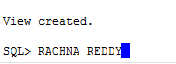 View created.
SQL> RACHNA REDDY